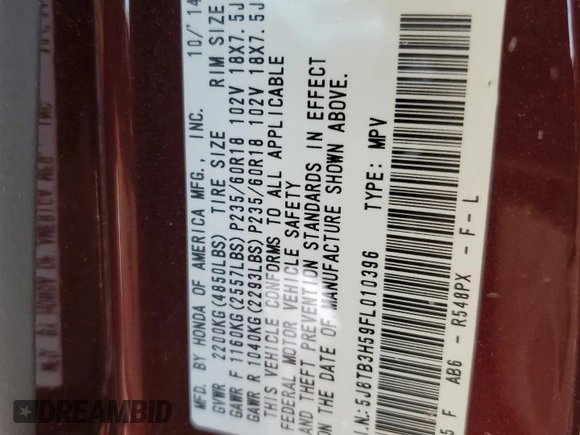 MFD. BY HONDA OF AMERICA MFG., INC. 10/'14
GVWR 2200KG(4850LBS) TIRE SIZE RIM SIZE
GAWR F 1160KG(2557LBS) P235/60R18 102V 18X7.5J
GAWR R 1040KG(2293LBS) P235/60R18 102V 18X7.5J
THIS VEHICLE CONFORMS TO ALL APPLICABLE
FEDERAL MOTOR VEHICLE SAFETY
AND THEFT PREVENTION STANDARDS IN EFFECT
ON THE DATE OF MANUFACTURE SHOWN ABOVE.
I.N.:5J8TB3H59FL010396 TYPE: MPV
5 F AB6 - R548PX - F - L
DREAMBID